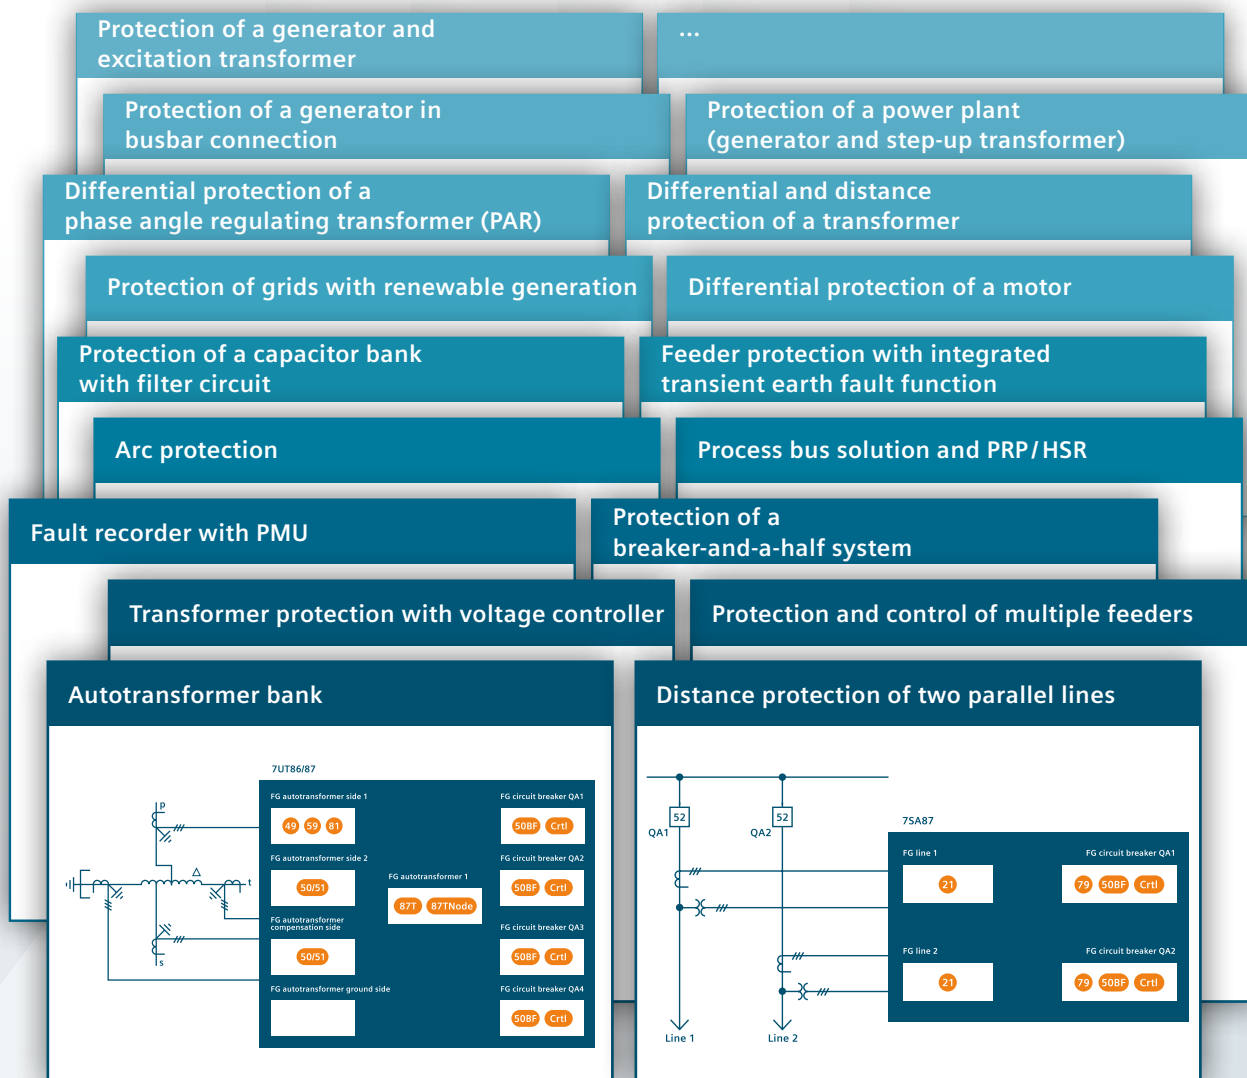 Protection of a generator and
excitation transformer
...
Protection of a generator in
busbar connection
Protection of a power plant
(generator and step-up transformer)
Differential protection of a
phase angle regulating transformer (PAR)
Differential and distance
protection of a transformer
Protection of grids with renewable generation
Differential protection of a motor
Protection of a capacitor bank
with filter circuit
Feeder protection with integrated
transient earth fault function
Arc protection
Process bus solution and PRP/HSR
Fault recorder with PMU
Protection of a
breaker-and-a-half system
Transformer protection with voltage controller
Protection and control of multiple feeders
Autotransformer bank
7UT86/87
FG autotransformer side 1
49 59 81
FG circuit breaker QA1
50BF Crtl
FG autotransformer side 2
50/51
FG autotransformer 1
87T 87TNode
FG circuit breaker QA2
50BF Crtl
FG autotransformer
compensation side
50/51
FG circuit breaker QA3
50BF Crtl
FG autotransformer ground side
FG circuit breaker QA4
50BF Crtl
p
t
s
Distance protection of two parallel lines
52
QA1
52
QA2
7SA87
FG line 1
21
FG circuit breaker QA1
79 50BF Crtl
FG line 2
21
FG circuit breaker QA2
79 50BF Crtl
Line 1
Line 2